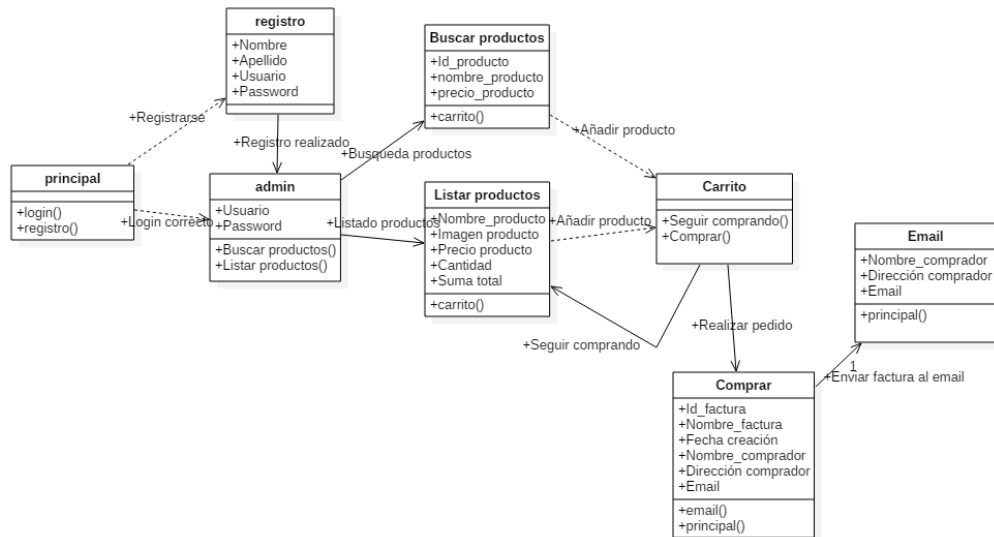 registro
+Nombre
+Apellido
+Usuario
+Password
Buscar productos
+Id_producto
+nombre_producto
+precio_producto
+carrito()
+Registrarse
+Registro realizado
+Busqueda productos
+Añadir producto
principal
+login()
+registro()
+Login correcto
admin
+Usuario
+Password
+Buscar productos()
+Listar productos()
+Listado productos
Listar productos
+Nombre_producto
+Imagen producto
+Precio producto
+Cantidad
+Suma total
+carrito()
+Añadir producto
Carrito
+Seguir comprando()
+Comprar()
Email
+Nombre_comprador
+Dirección comprador
+Email
+principal()
+Seguir comprando
+Realizar pedido
1
+Enviar factura al email
Comprar
+Id_factura
+Nombre_factura
+Fecha creación
+Nombre_comprador
+Dirección comprador
+Email
+email()
+principal()